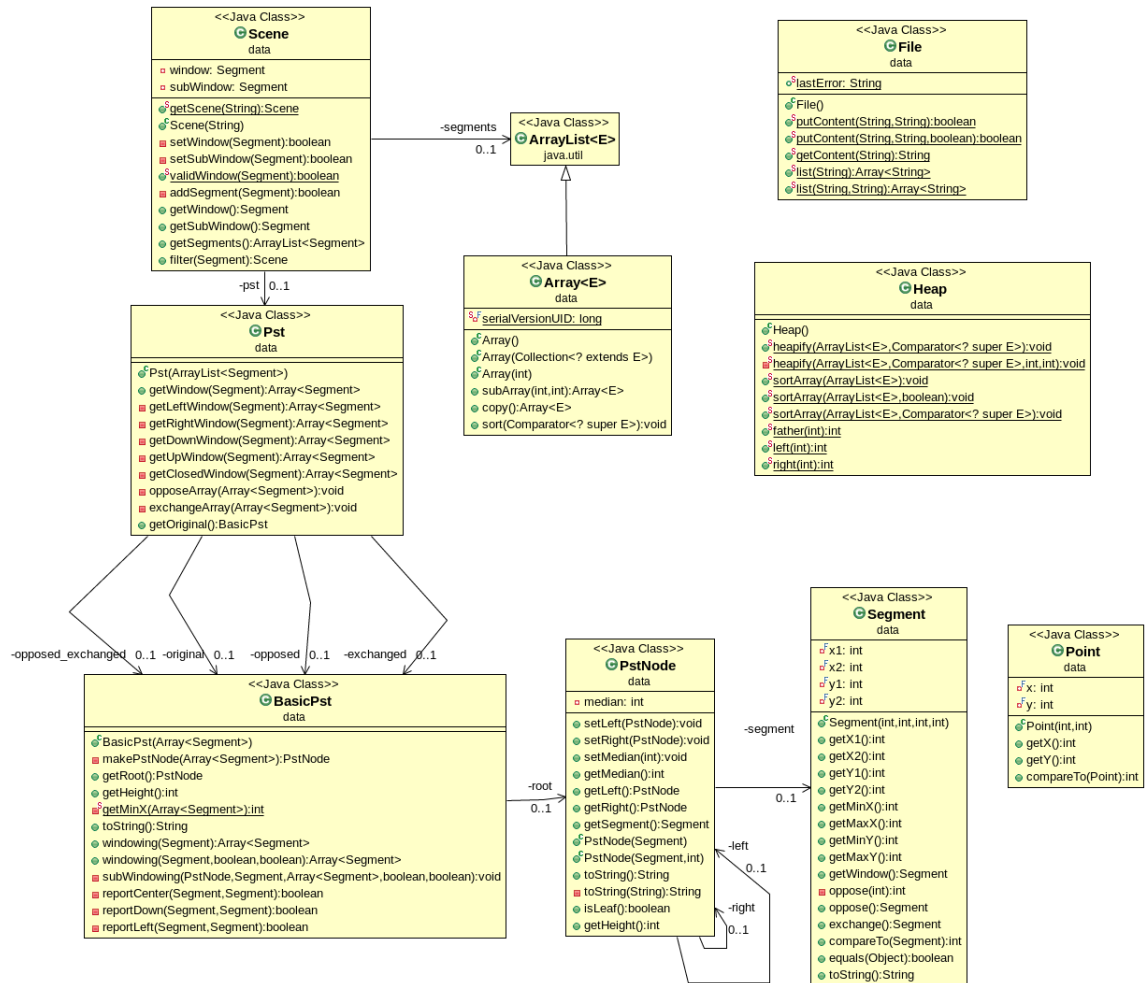 <<Java Class>>
Scene
data
window: Segment
subWindow: Segment
getScene(String):Scene
Scene(String)
setWindow(Segment):boolean
setSubWindow(Segment):boolean
validWindow(Segment):boolean
addSegment(Segment):boolean
getWindow():Segment
getSubWindow():Segment
getSegments():ArrayList<Segment>
filter(Segment):Scene
-segments
0..1
<<Java Class>>
ArrayList<E>
java.util
<<Java Class>>
File
data
lastError: String
File()
putContent(String,String):boolean
putContent(String,String,boolean):boolean
getContent(String):String
list(String):Array<String>
list(String,String):Array<String>
-pst 0..1
<<Java Class>>
Pst
data
Pst(ArrayList<Segment>)
getWindow(Segment):Array<Segment>
getLeftWindow(Segment):Array<Segment>
getRightWindow(Segment):Array<Segment>
getDownWindow(Segment):Array<Segment>
getUpWindow(Segment):Array<Segment>
getClosedWindow(Segment):Array<Segment>
opposeArray(Array<Segment>):void
exchangeArray(Array<Segment>):void
getOriginal():BasicPst
<<Java Class>>
Array<E>
data
serialVersionUID: long
Array()
Array(Collection<? extends E>)
Array(int)
subArray(int,int):Array<E>
copy():Array<E>
sort(Comparator<? super E>):void
<<Java Class>>
Heap
data
Heap()
heapify(ArrayList<E>,Comparator<? super E>):void
heapify(ArrayList<E>,Comparator<? super E>,int,int):void
sortArray(ArrayList<E>):void
sortArray(ArrayList<E>,boolean):void
sortArray(ArrayList<E>,Comparator<? super E>):void
father(int):int
left(int):int
right(int):int
-opposed_exchanged 0..1 -original 0..1 -opposed 0..1 -exchanged 0..1
<<Java Class>>
BasicPst
data
BasicPst(Array<Segment>)
makePstNode(Array<Segment>):PstNode
getRoot():PstNode
getHeight():int
getMinX(Array<Segment>):int
toString():String
windowing(Segment):Array<Segment>
windowing(Segment,boolean,boolean):Array<Segment>
subWindowing(PstNode,Segment,Array<Segment>,boolean,boolean):void
reportCenter(Segment,Segment):boolean
reportDown(Segment,Segment):boolean
reportLeft(Segment,Segment):boolean
-root
0..1
<<Java Class>>
PstNode
data
median: int
setLeft(PstNode):void
setRight(PstNode):void
setMedian(int):void
getMedian():int
getLeft():PstNode
getRight():PstNode
getSegment():Segment
PstNode(Segment)
PstNode(Segment,int)
toString():String
toString(String):String
isLeaf():boolean
getHeight():int
-segment
0..1
-left
0..1
-right
0..1
<<Java Class>>
Segment
data
x1: int
x2: int
y1: int
y2: int
Segment(int,int,int,int)
getX1():int
getX2():int
getY1():int
getY2():int
getMinX():int
getMaxX():int
getMinY():int
getMaxY():int
getWindow():Segment
oppose(int):int
oppose():Segment
exchange():Segment
compareTo(Segment):int
equals(Object):boolean
toString():String
<<Java Class>>
Point
data
x: int
y: int
Point(int,int)
getX():int
getY():int
compareTo(Point):int